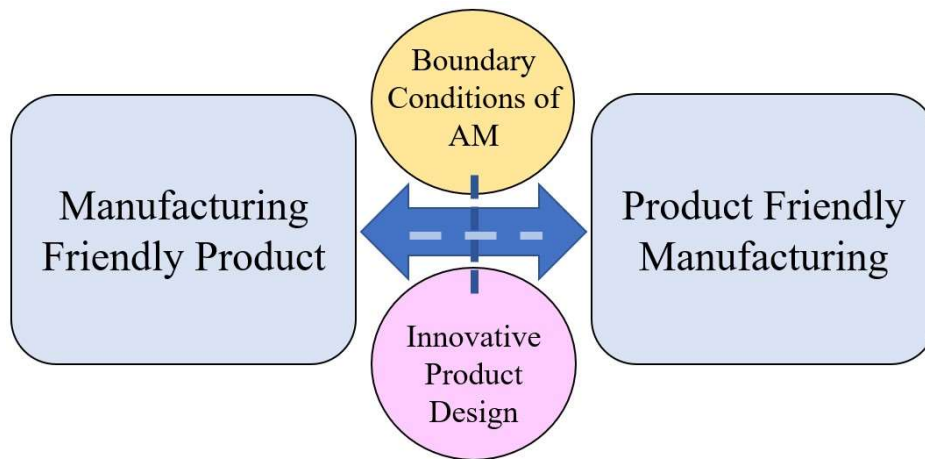 Boundary
Conditions of
AM
Manufacturing
Friendly Product
Product Friendly
Manufacturing
Innovative
Product
Design